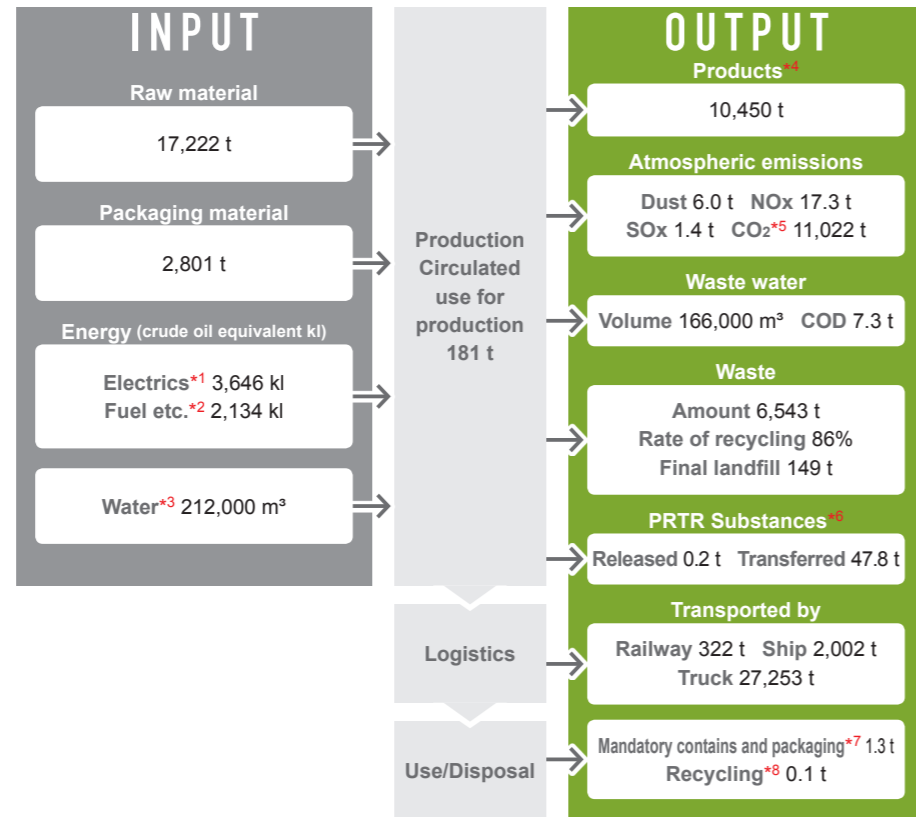 INPUT
Raw material
17,222 t
Packaging material
2,801 t
Energy (crude oil equivalent kl)
Electrics*1 3,646 kl
Fuel etc.*2 2,134 kl
Water*3 212,000 m³
Production
Circulated
use for
production
181 t
Logistics
Use/Disposal
OUTPUT
Products*4
10,450 t
Atmospheric emissions
Dust 6.0 t NOx 17.3 t
SOx 1.4 t CO2*5 11,022 t
Waste water
Volume 166,000 m³ COD 7.3 t
Waste
Amount 6,543 t
Rate of recycling 86%
Final landfill 149 t
PRTR Substances*6
Released 0.2 t Transferred 47.8 t
Transported by
Railway 322 t Ship 2,002 t
Truck 27,253 t
Mandatory contains and packaging*7 1.3 t
Recycling*8 0.1 t